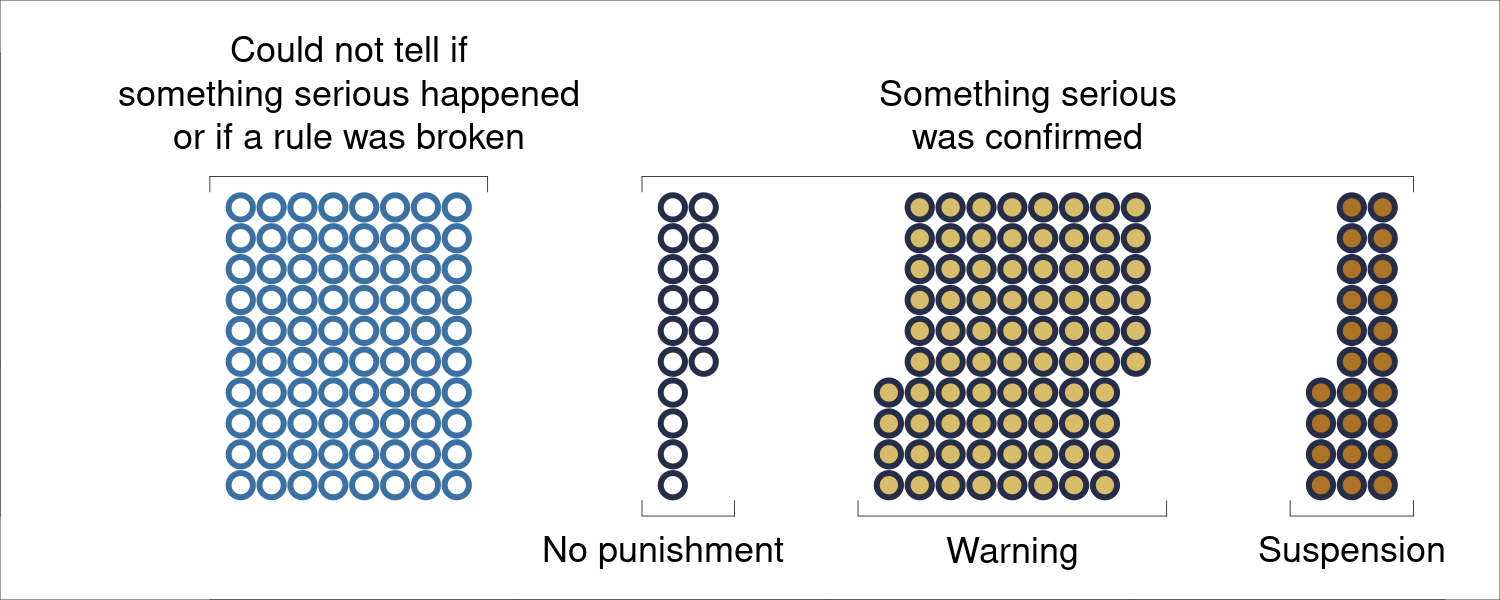 Could not tell if
something serious happened
or if a rule was broken
Something serious
was confirmed
No punishment
Warning
Suspension